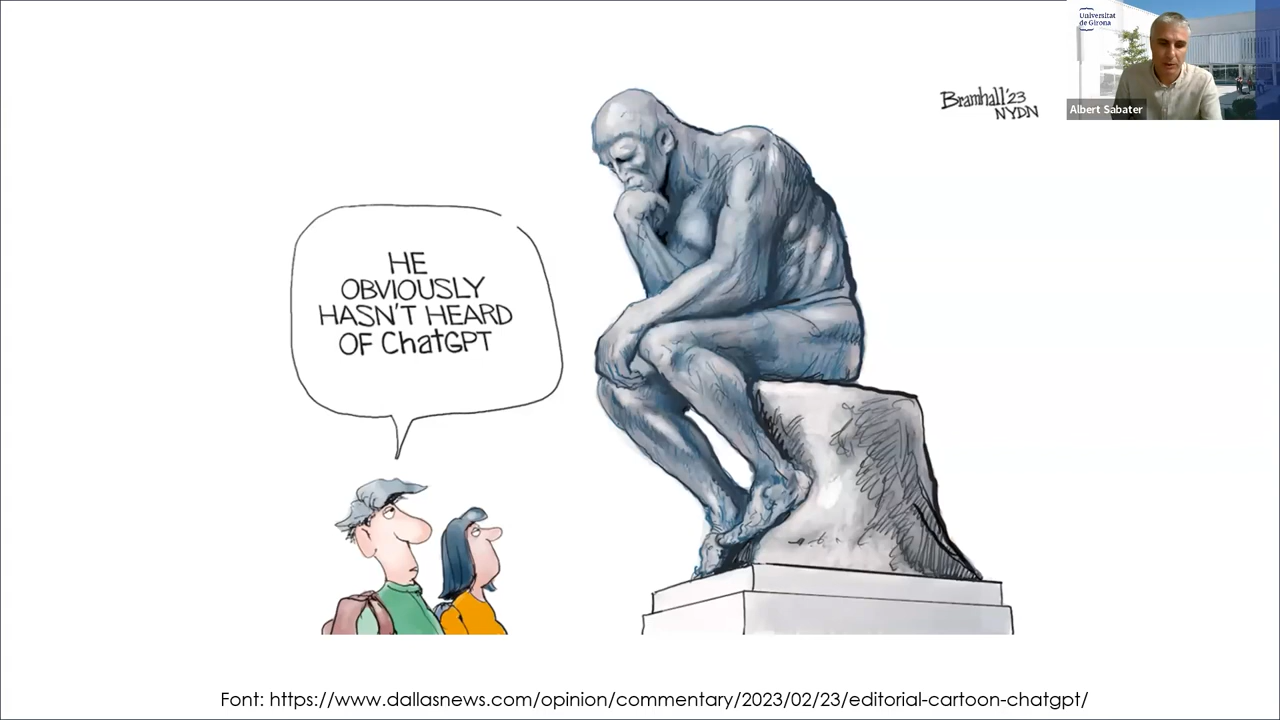 Universitat
de Girona
Albert Sabater
Bramhall'23
NYDN
HE
OBVIOUSLY
HASN'T HEARD
OF ChatGPT
Font: https://www.dallasnews.com/opinion/commentary/2023/02/23/editorial-cartoon-chatgpt/